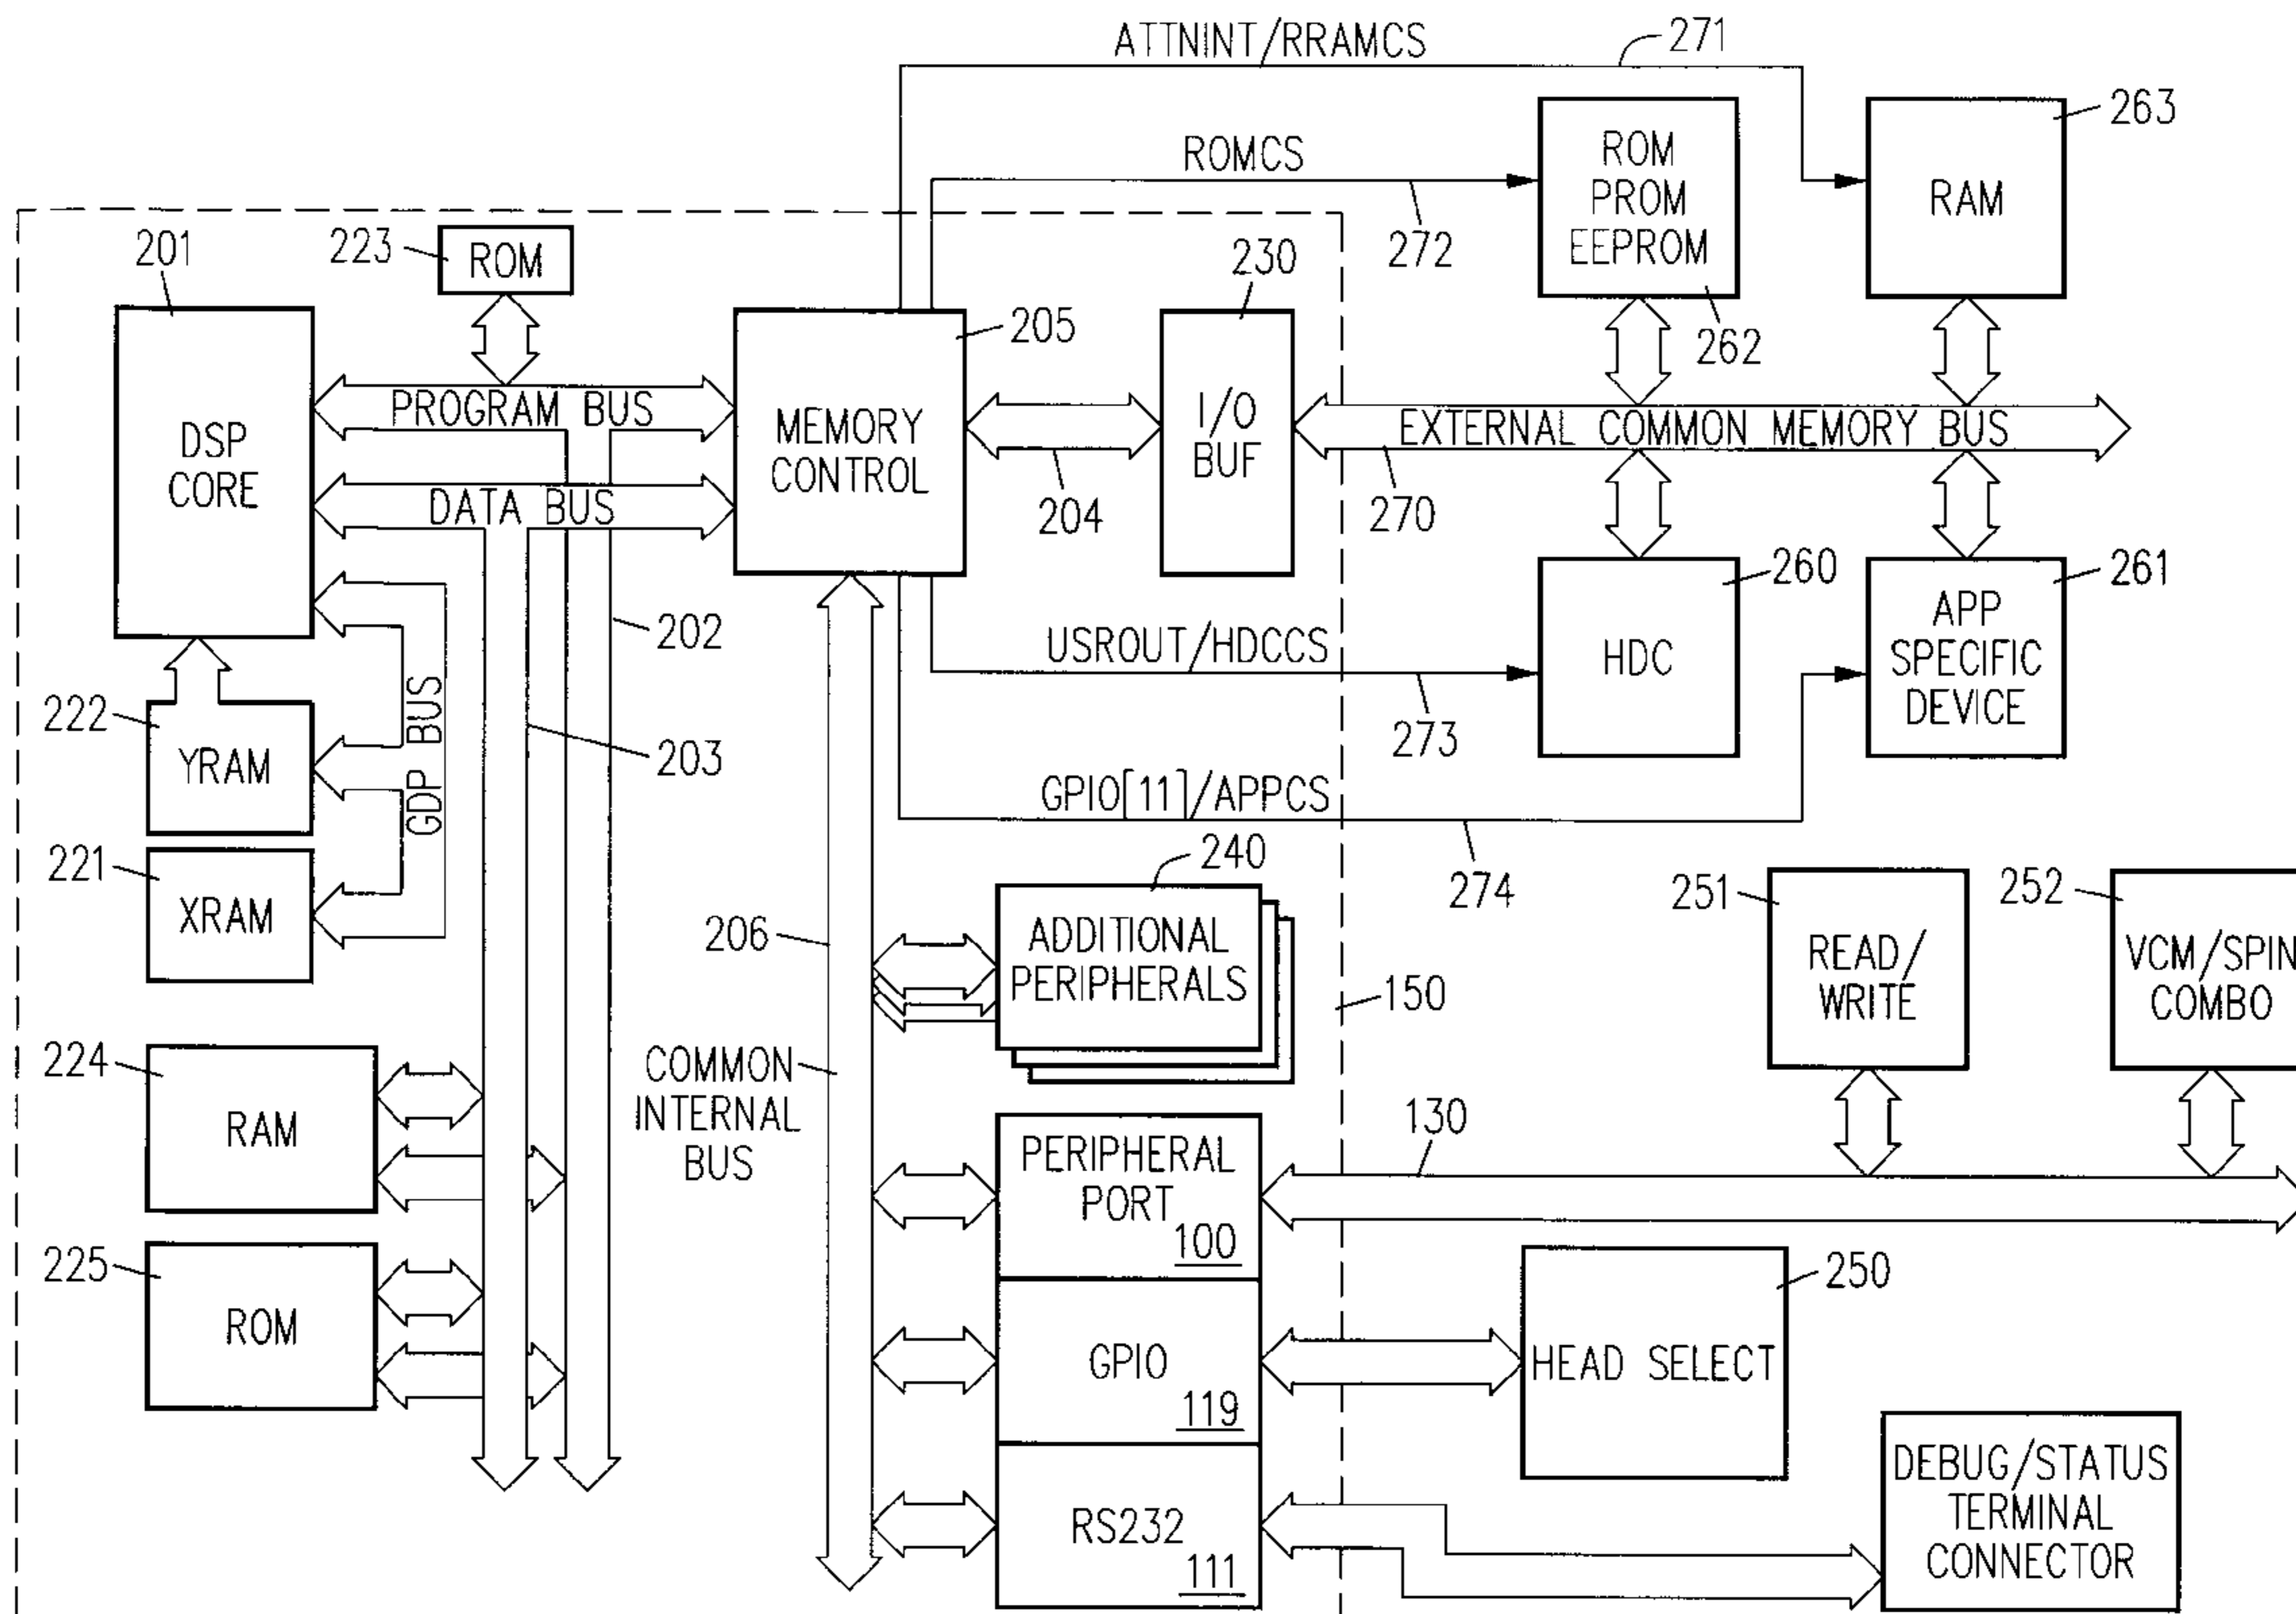 ATTNINT/RRAMCS
271
ROMCS
272
ROM
PROM
EEPROM
262
RAM
263
201
223
ROM
DSP
CORE
PROGRAM BUS
DATA BUS
MEMORY
CONTROL
205
204
230
I/O
BUF
EXTERNAL COMMON MEMORY BUS
270
202
203
222
YRAM
GDP BUS
221
XRAM
USROUT/HDCCS
273
HDC
260
APP
SPECIFIC
DEVICE
261
GPIO[11]/APPCS
274
240
ADDITIONAL
PERIPHERALS
206
150
251
READ/
WRITE
252
VCM/SPIN
COMBO
224
RAM
COMMON
INTERNAL
BUS
PERIPHERAL
PORT
100
130
225
ROM
GPIO
119
HEAD SELECT
250
RS232
111
DEBUG/STATUS
TERMINAL
CONNECTOR